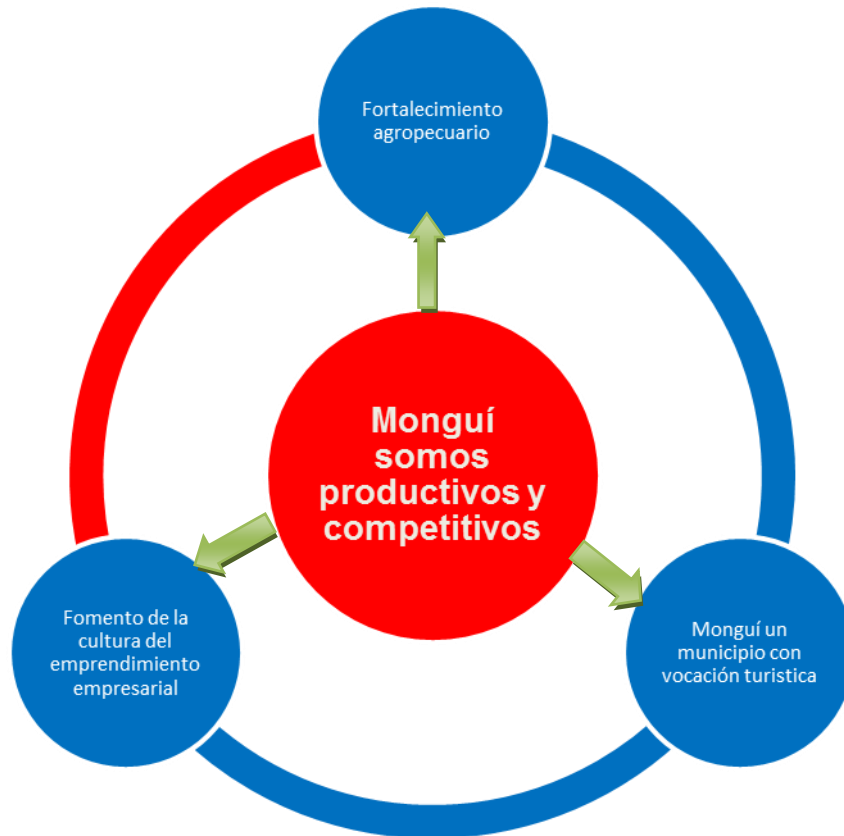 Fortalecimiento
agropecuario
Monguí
somos
productivos y
competitivos
Fomento de la
cultura del
emprendimiento
empresarial
Monguí un
municipio con
vocación turistica